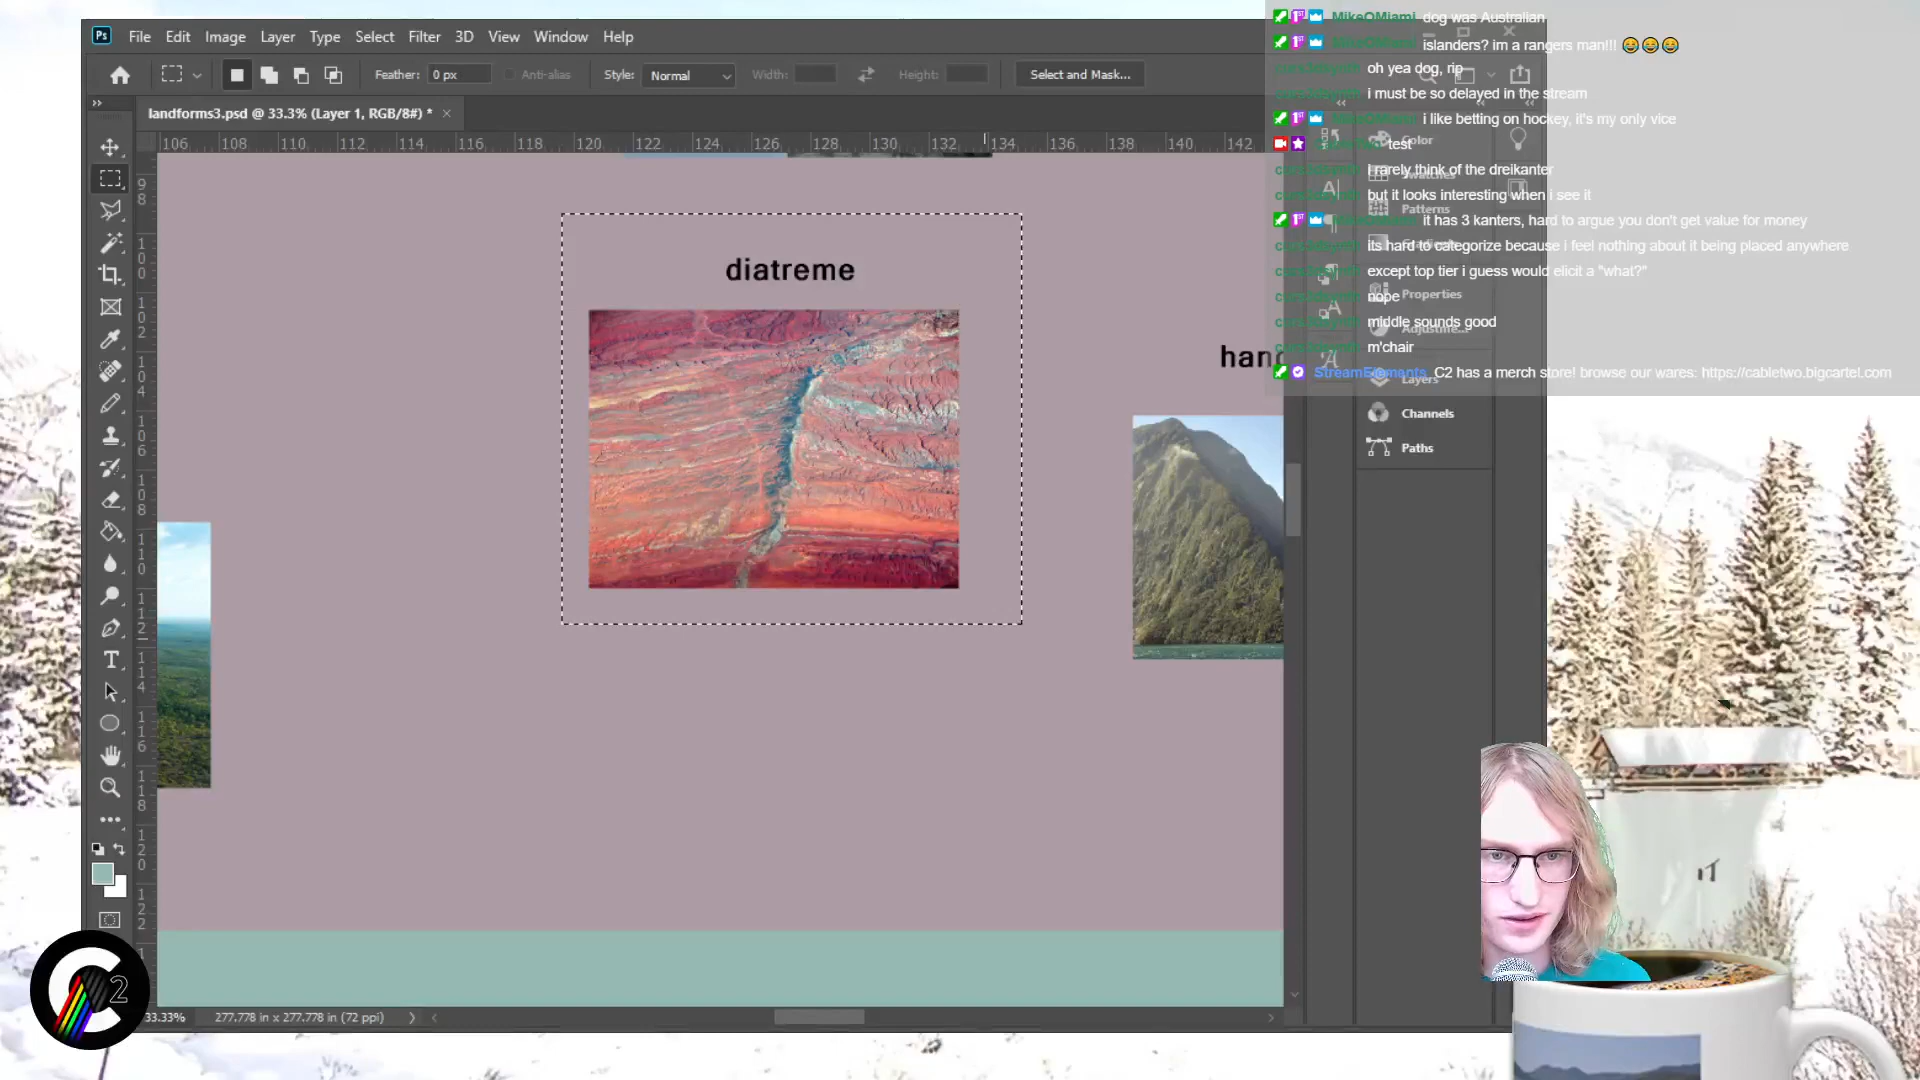 Ps File Edit Image Layer Type Select Filter 3D View Window Help
Feather: 0 px Anti-alias Style: Normal Width: Height: Select and Mask...
landforms3.psd @ 33.3% (Layer 1, RGB/8#) *
106 108 110 112 114 116 118 120 122 124 126 128 130 132 134 136 138 140 142
diatreme
MikeOMiami dog was Australian
islanders? im a rangers man!!! 😂😂😂
oh yea dog, rip
i must be so delayed in the stream
i like betting on hockey, it's my only vice
test
i rarely think of the dreikanter
but it looks interesting when i see it
it has 3 kanters, hard to argue you don't get value for money
its hard to categorize because i feel nothing about it being placed anywhere
except top tier i guess would elicit a "what?"
nope
middle sounds good
m'chair
StreamElements C2 has a merch store! browse our wares: https://cabletwo.bigcartel.com
Color
Swatches
Patterns
Properties
Adjustme...
Layers
Channels
Paths
33.33% 277.778 in x 277.778 in (72 ppi)
C2